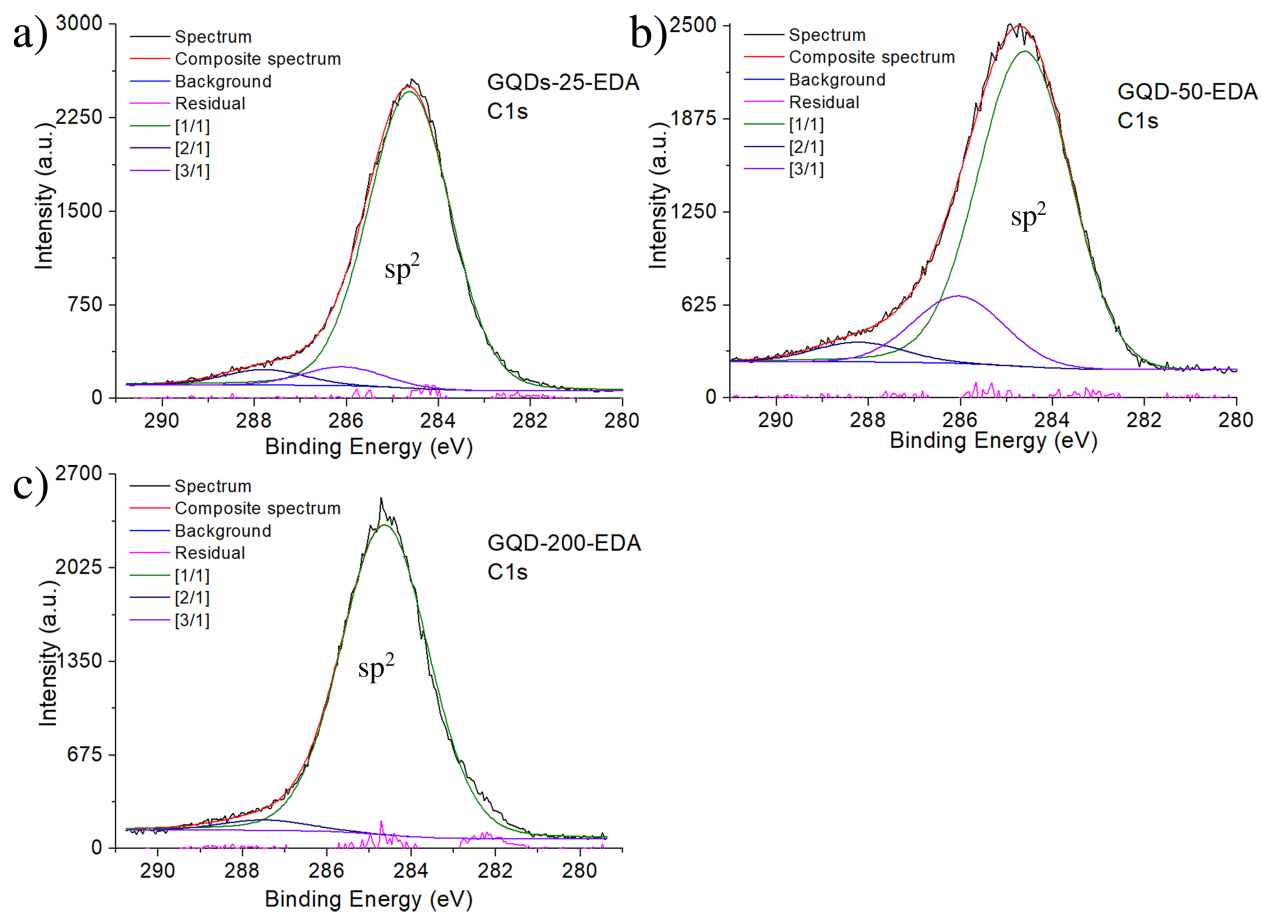 a)
Spectrum
Composite spectrum
Background
Residual
[1/1]
[2/1]
[3/1]
GQDs-25-EDA
C1s
sp²
Intensity (a.u.)
3000
2250
1500
750
0
290 288 286 284 282 280
Binding Energy (eV)
b)
Spectrum
Composite spectrum
Background
Residual
[1/1]
[2/1]
[3/1]
GQD-50-EDA
C1s
sp²
Intensity (a.u.)
2500
1875
1250
625
0
290 288 286 284 282 280
Binding Energy (eV)
c)
Spectrum
Composite spectrum
Background
Residual
[1/1]
[2/1]
[3/1]
GQD-200-EDA
C1s
sp²
Intensity (a.u.)
2700
2025
1350
675
0
290 288 286 284 282 280
Binding Energy (eV)